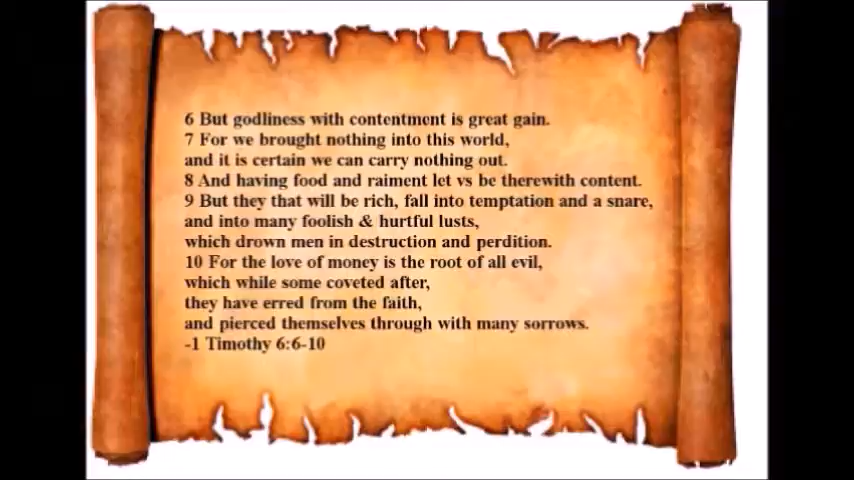 6 But godliness with contentment is great gain.
7 For we brought nothing into this world,
and it is certain we can carry nothing out.
8 And having food and raiment let vs be therewith content.
9 But they that will be rich, fall into temptation and a snare,
and into many foolish & hurtful lusts,
which drown men in destruction and perdition.
10 For the love of money is the root of all evil,
which while some coveted after,
they have erred from the faith,
and pierced themselves through with many sorrows.
-1 Timothy 6:6-10